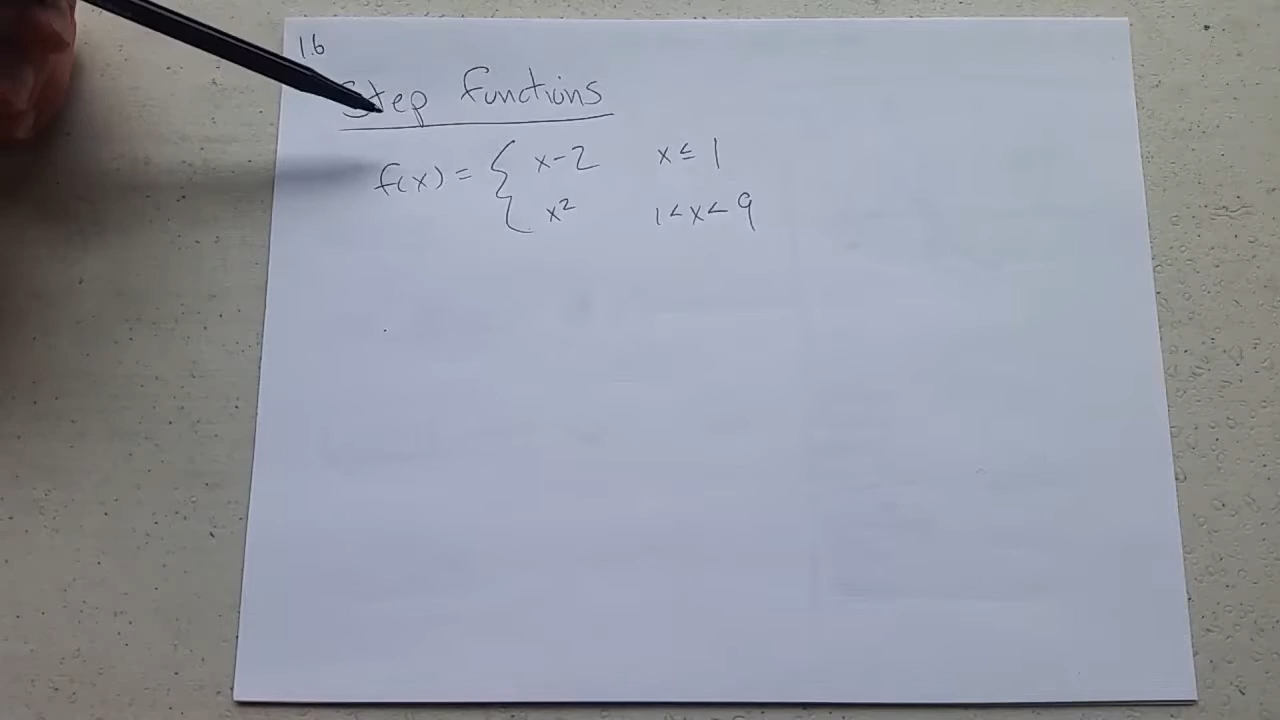 1.6
Step Functions
f(x) = { x-2 x ≤ 1
x² 1 < x < 9